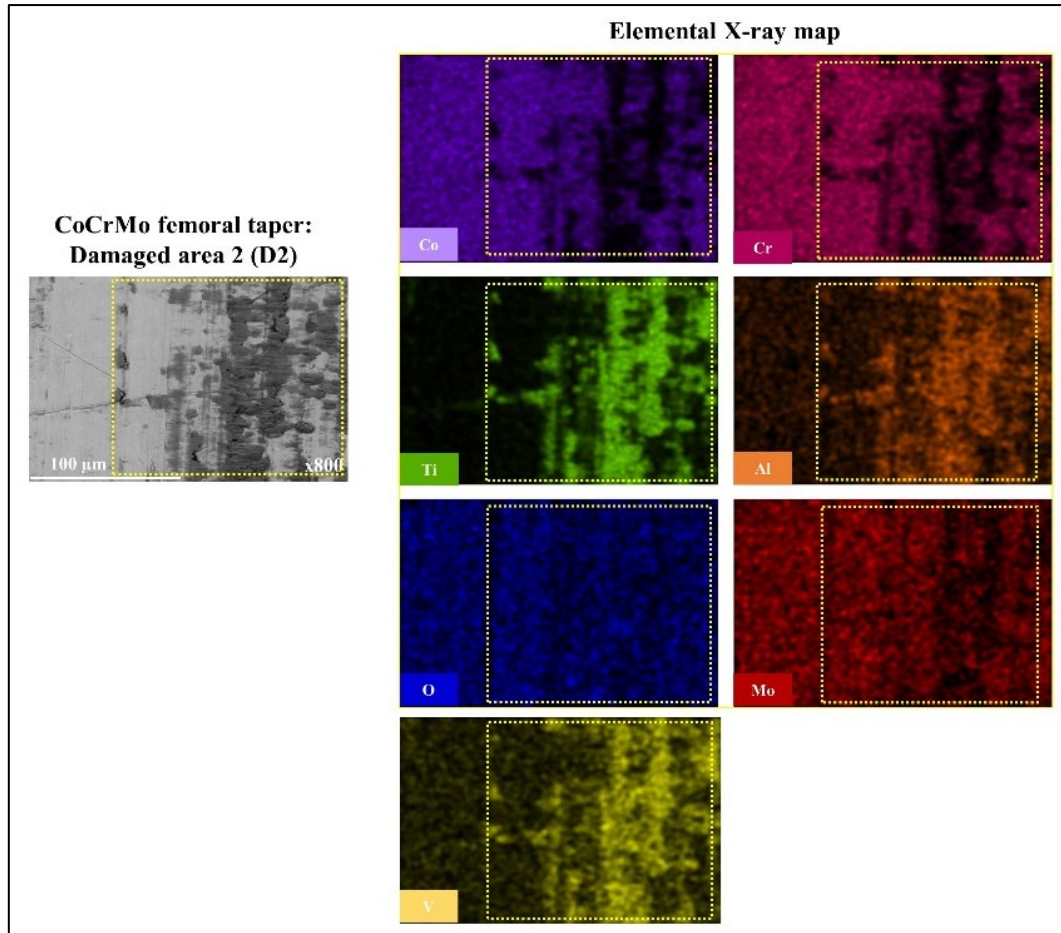 Elemental X-ray map
CoCrMo femoral taper:
Damaged area 2 (D2)
100 µm
x800
Co
Cr
Ti
Al
O
Mo
V